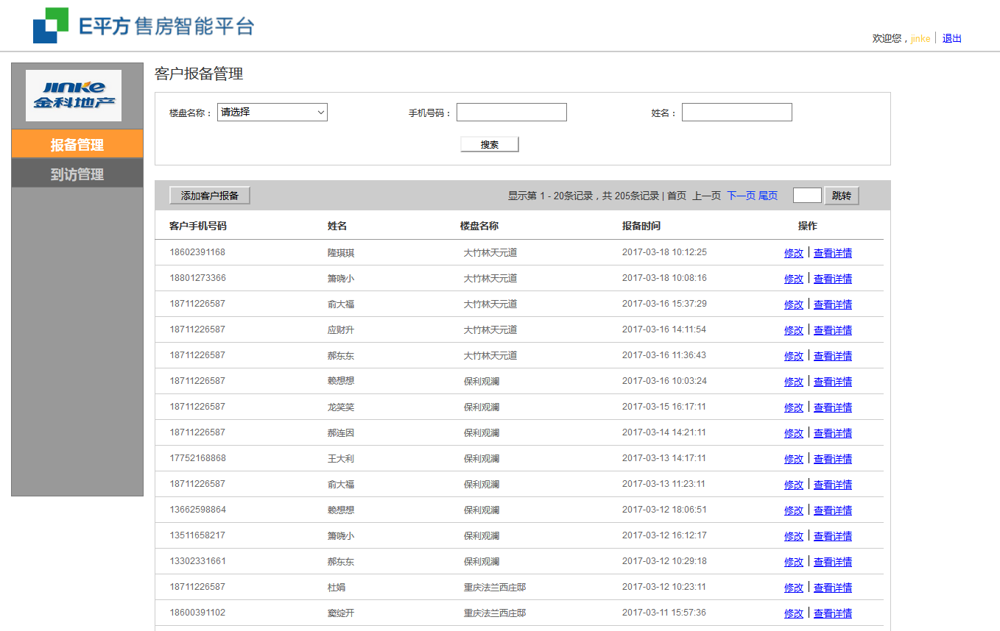 E平方 售房智能平台
欢迎您，jinke | 退出
JINKE
金科地产
报备管理
到访管理
客户报备管理
楼盘名称： 请选择 手机号码： 姓名：
搜索
添加客户报备 显示第 1 - 20条记录，共 205条记录 | 首页 上一页 下一页 尾页 跳转
客户手机号码 姓名 楼盘名称 报备时间 操作
18602391168 隆琪琪 大竹林天元道 2017-03-18 10:12:25 修改 | 查看详情
18801273366 箫晓小 大竹林天元道 2017-03-18 10:08:16 修改 | 查看详情
18711226587 俞大福 大竹林天元道 2017-03-16 15:37:29 修改 | 查看详情
18711226587 应财升 大竹林天元道 2017-03-16 14:11:54 修改 | 查看详情
18711226587 郝东东 大竹林天元道 2017-03-16 11:36:43 修改 | 查看详情
18711226587 赖想想 保利观澜 2017-03-16 10:03:24 修改 | 查看详情
18711226587 龙笑笑 保利观澜 2017-03-15 16:17:11 修改 | 查看详情
18711226587 郝连因 保利观澜 2017-03-14 14:21:11 修改 | 查看详情
17752168868 王大利 保利观澜 2017-03-13 14:17:11 修改 | 查看详情
18711226587 俞大福 保利观澜 2017-03-13 11:23:11 修改 | 查看详情
13662598864 赖想想 保利观澜 2017-03-12 18:06:51 修改 | 查看详情
13511658217 箫晓小 保利观澜 2017-03-12 16:12:17 修改 | 查看详情
13302331661 郝东东 保利观澜 2017-03-12 10:29:18 修改 | 查看详情
18711226587 杜娟 重庆法兰西庄邸 2017-03-12 10:23:11 修改 | 查看详情
18600391102 窦绽开 重庆法兰西庄邸 2017-03-11 15:57:36 修改 | 查看详情